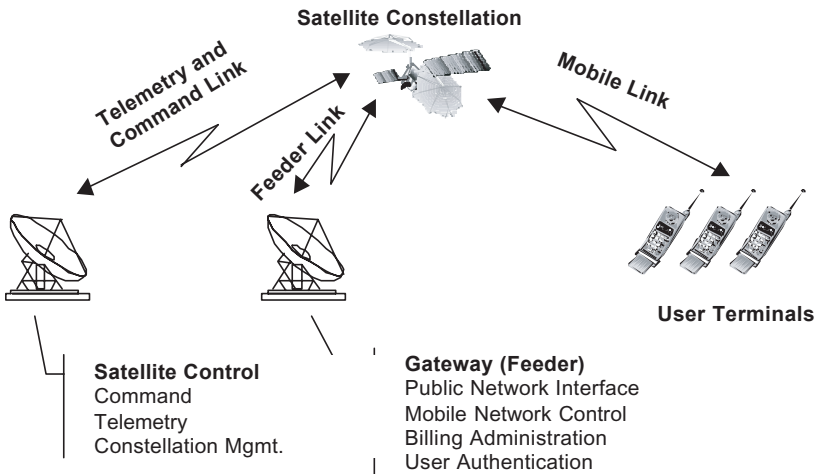 Satellite Constellation
Telemetry and
Command Link
Feeder Link
Mobile Link
User Terminals
Satellite Control
Command
Telemetry
Constellation Mgmt.
Gateway (Feeder)
Public Network Interface
Mobile Network Control
Billing Administration
User Authentication